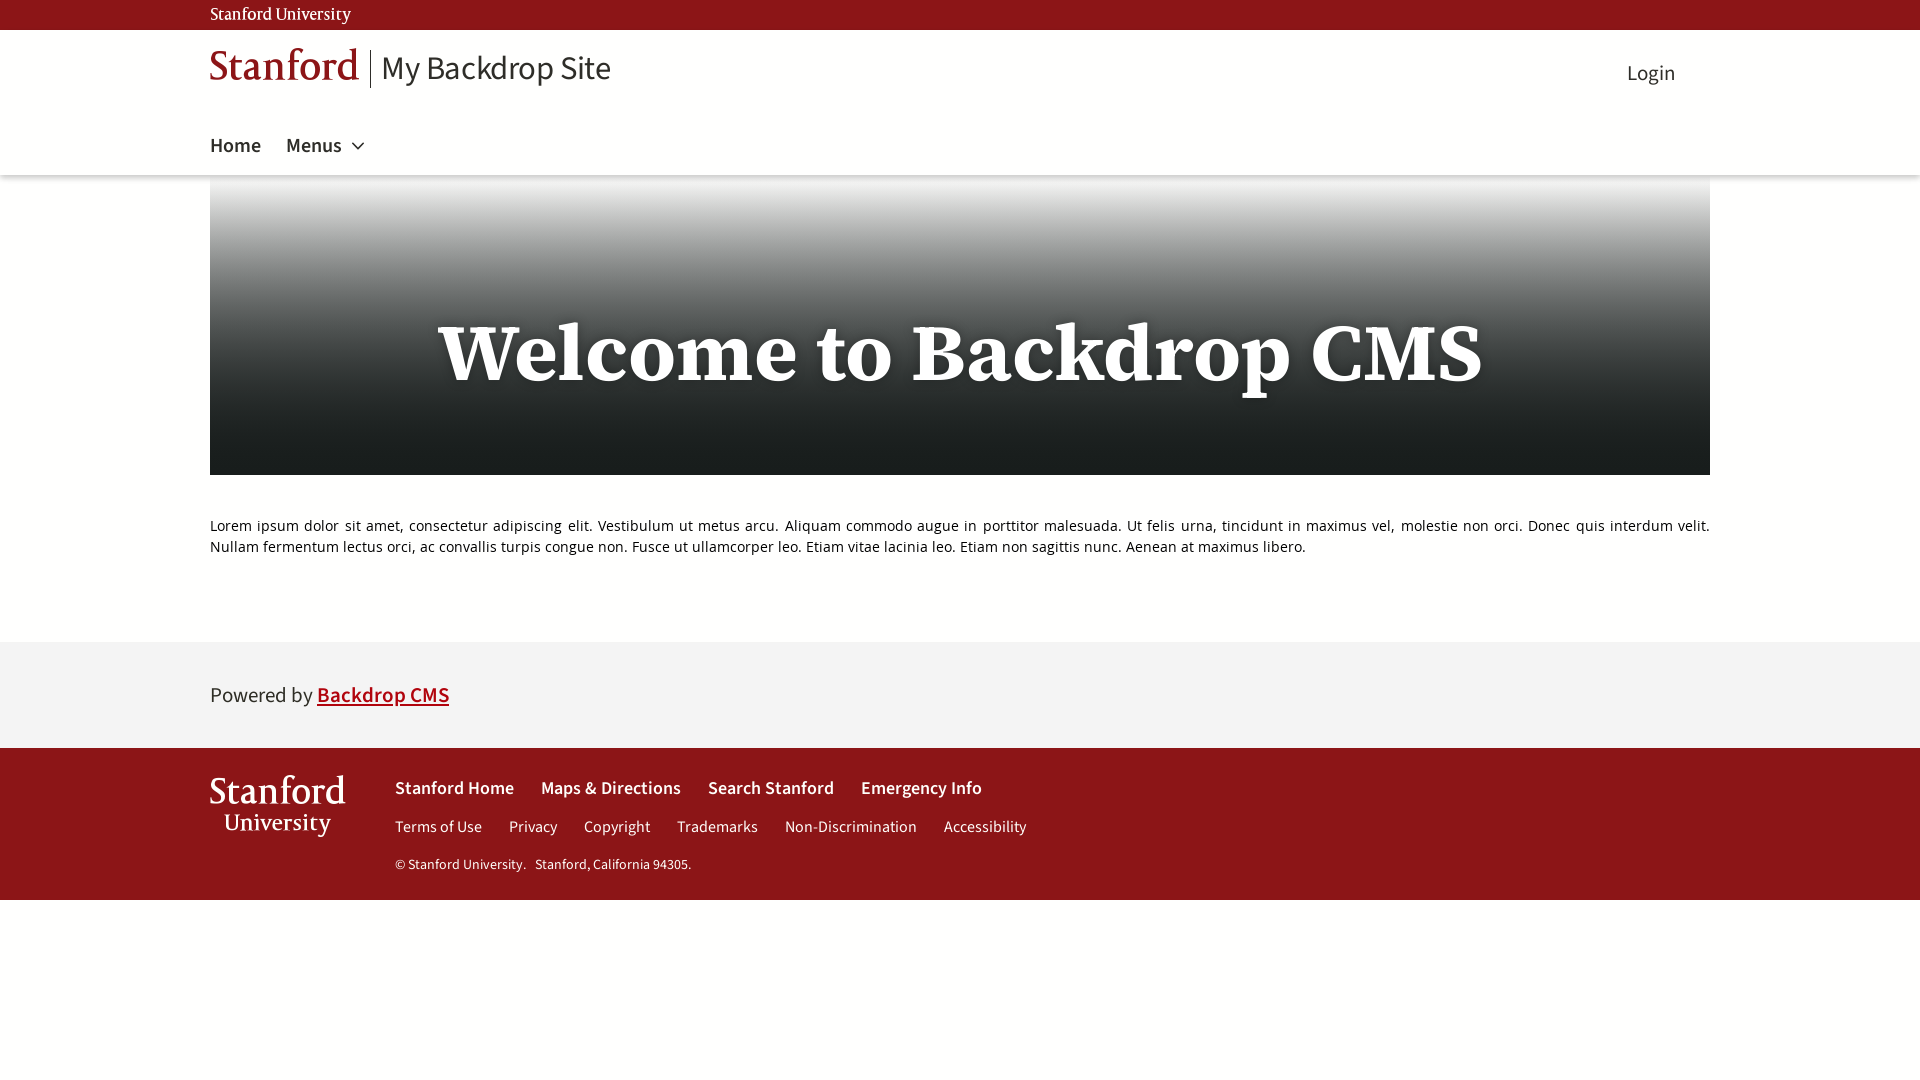 Stanford University
Stanford | My Backdrop Site
Login
Home Menus
Welcome to Backdrop CMS
Lorem ipsum dolor sit amet, consectetur adipiscing elit. Vestibulum ut metus arcu. Aliquam commodo augue in porttitor malesuada. Ut felis urna, tincidunt in maximus vel, molestie non orci. Donec quis interdum velit.
Nullam fermentum lectus orci, ac convallis turpis congue non. Fusce ut ullamcorper leo. Etiam vitae lacinia leo. Etiam non sagittis nunc. Aenean at maximus libero.
Powered by Backdrop CMS
Stanford
University
Stanford Home Maps & Directions Search Stanford Emergency Info
Terms of Use Privacy Copyright Trademarks Non-Discrimination Accessibility
© Stanford University. Stanford, California 94305.